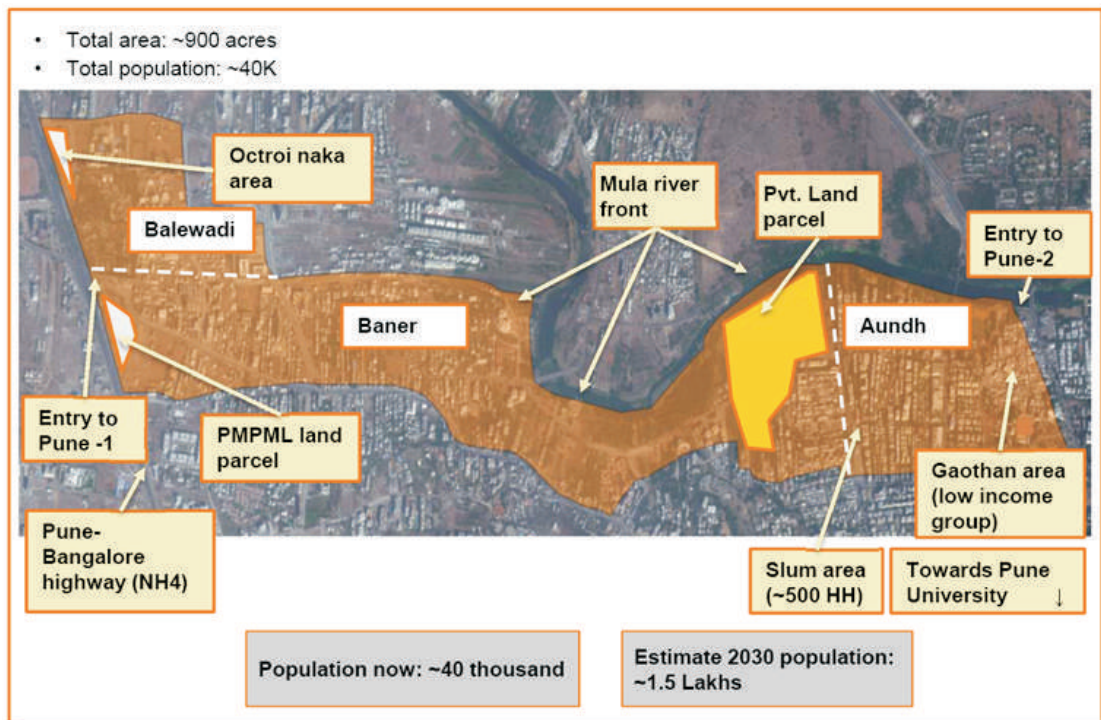 • Total area: ~900 acres
• Total population: ~40K
Octroi naka
area
Balewadi
Mula river
front
Pvt. Land
parcel
Entry to
Pune-2
Baner
Aundh
Entry to
Pune -1
PMPML land
parcel
Gaothan area
(low income
group)
Pune-
Bangalore
highway (NH4)
Slum area
(~500 HH)
Towards Pune
University ↓
Population now: ~40 thousand
Estimate 2030 population:
~1.5 Lakhs